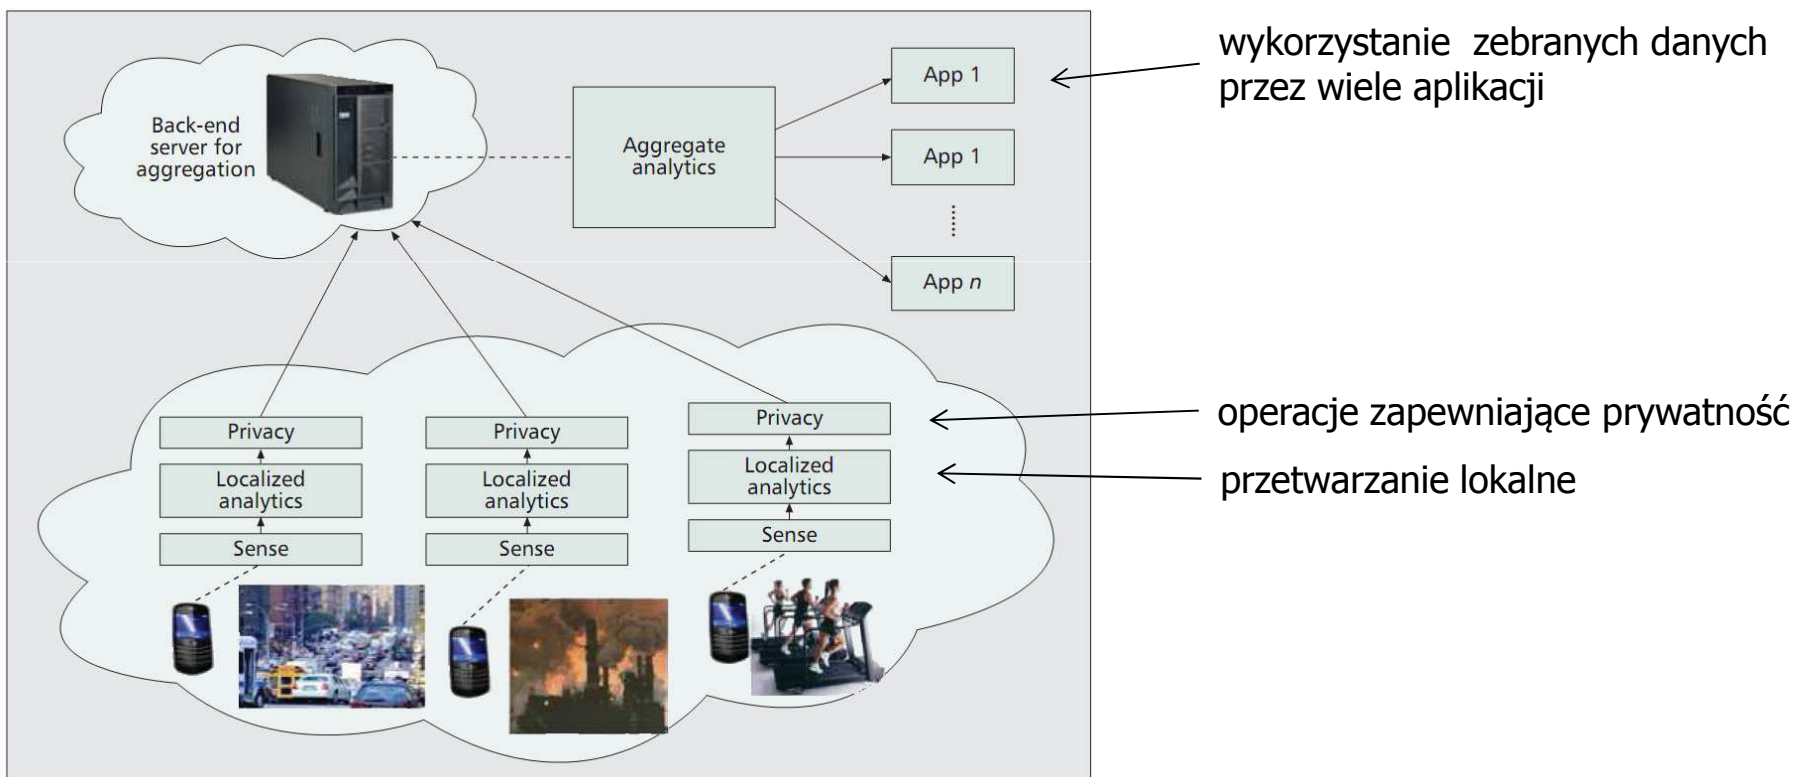 Back-end
server for
aggregation
Aggregate
analytics
App 1
App 1
App n
wykorzystanie zebranych danych
przez wiele aplikacji
Privacy
Localized
analytics
Sense
Privacy
Localized
analytics
Sense
Privacy
Localized
analytics
Sense
operacje zapewniające prywatność
przetwarzanie lokalne